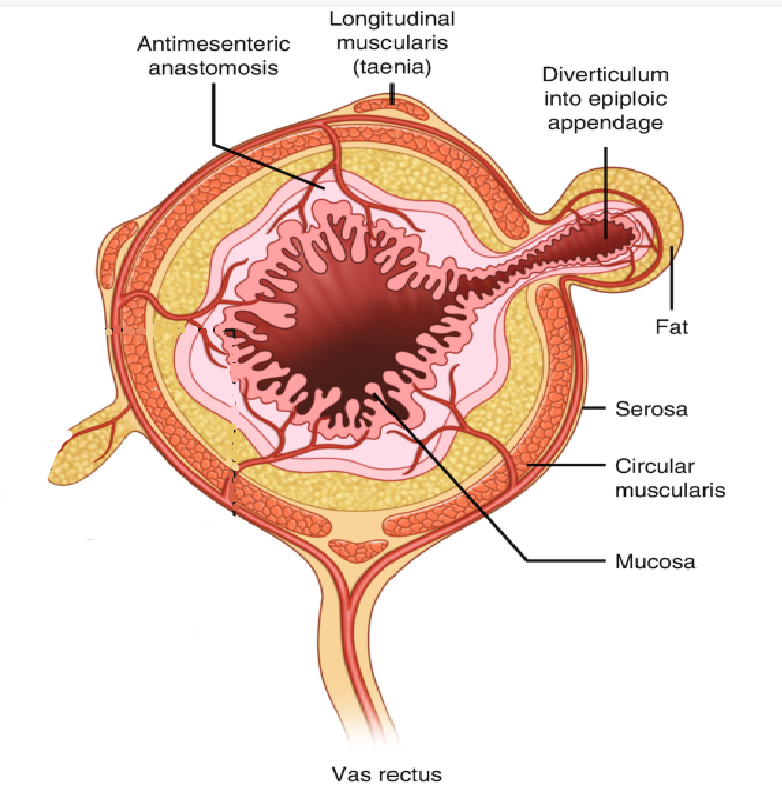 Longitudinal
muscularis
(taenia)
Antimesenteric
anastomosis
Diverticulum
into epiploic
appendage
Fat
Serosa
Circular
muscularis
Mucosa
Vas rectus